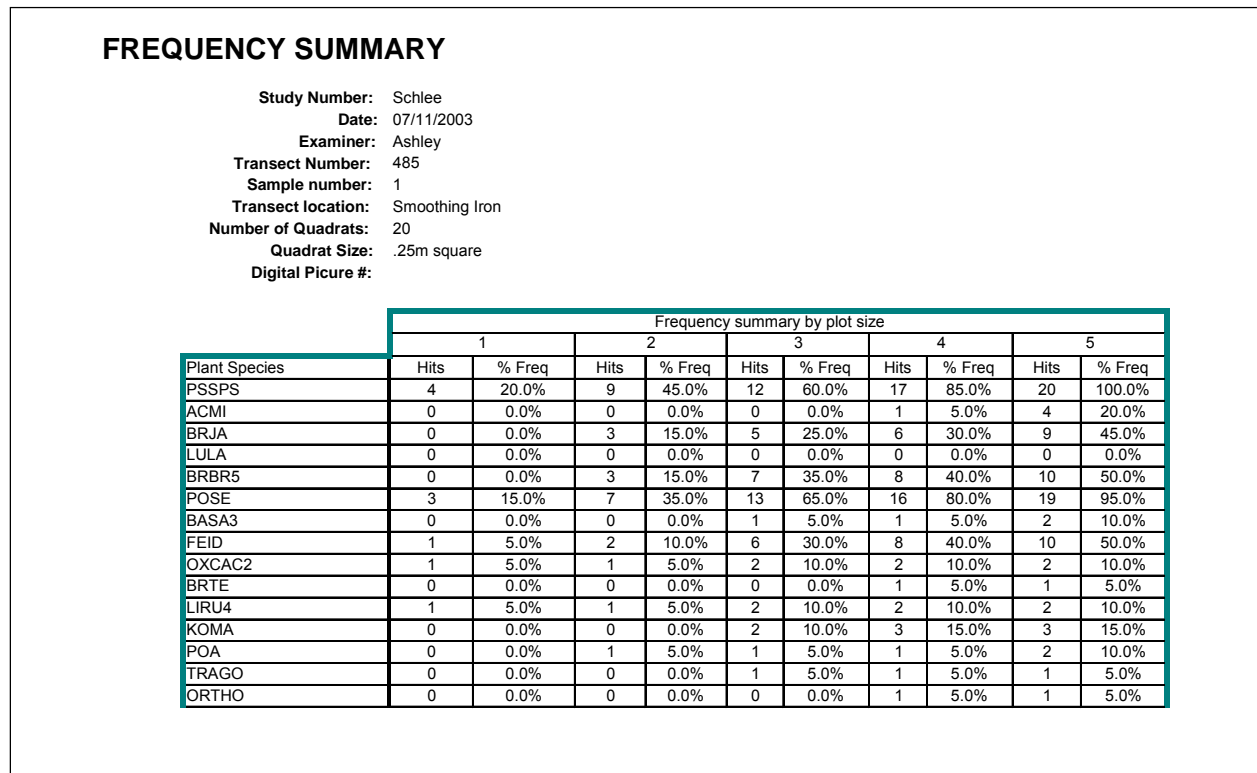 FREQUENCY SUMMARY
Study Number: Schlee
Date: 07/11/2003
Examiner: Ashley
Transect Number: 485
Sample number: 1
Transect location: Smoothing Iron
Number of Quadrats: 20
Quadrat Size: .25m square
Digital Picure #:
Frequency summary by plot size
1 2 3 4 5
Plant Species Hits % Freq Hits % Freq Hits % Freq Hits % Freq Hits % Freq
PSSPS 4 20.0% 9 45.0% 12 60.0% 17 85.0% 20 100.0%
ACMI 0 0.0% 0 0.0% 0 0.0% 1 5.0% 4 20.0%
BRJA 0 0.0% 3 15.0% 5 25.0% 6 30.0% 9 45.0%
LULA 0 0.0% 0 0.0% 0 0.0% 0 0.0% 0 0.0%
BRBR5 0 0.0% 3 15.0% 7 35.0% 8 40.0% 10 50.0%
POSE 3 15.0% 7 35.0% 13 65.0% 16 80.0% 19 95.0%
BASA3 0 0.0% 0 0.0% 1 5.0% 1 5.0% 2 10.0%
FEID 1 5.0% 2 10.0% 6 30.0% 8 40.0% 10 50.0%
OXCAC2 1 5.0% 1 5.0% 2 10.0% 2 10.0% 2 10.0%
BRTE 0 0.0% 0 0.0% 0 0.0% 1 5.0% 1 5.0%
LIRU4 1 5.0% 1 5.0% 2 10.0% 2 10.0% 2 10.0%
KOMA 0 0.0% 0 0.0% 2 10.0% 3 15.0% 3 15.0%
POA 0 0.0% 1 5.0% 1 5.0% 1 5.0% 2 10.0%
TRAGO 0 0.0% 0 0.0% 1 5.0% 1 5.0% 1 5.0%
ORTHO 0 0.0% 0 0.0% 0 0.0% 1 5.0% 1 5.0%